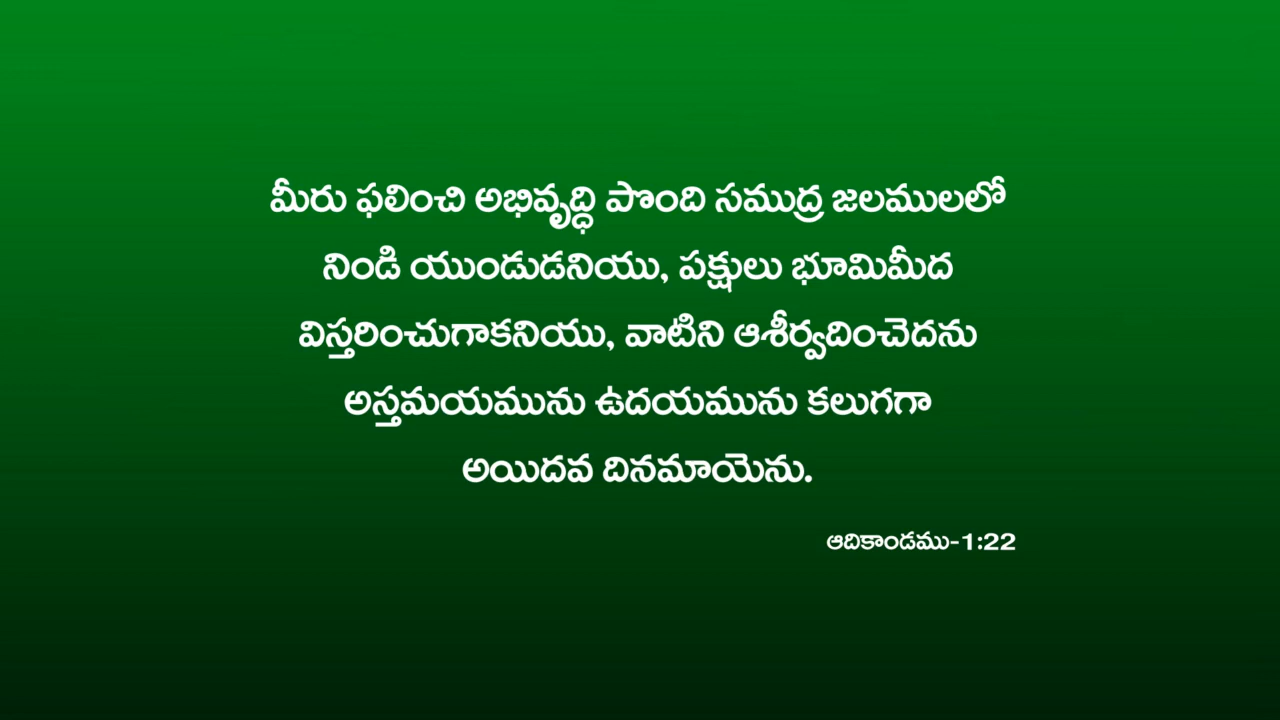 మీరు ఫలించి అభివృద్ధి పొంది సముద్ర జలములలో
నిండి యుండుడనియు, పక్షులు భూమిమీద
విస్తరించుగాకనియు, వాటిని ఆశీర్వదించెదను
అస్తమయమును ఉదయమును కలుగగా
అయిదవ దినమాయెను.
ఆదికాండము-1:22